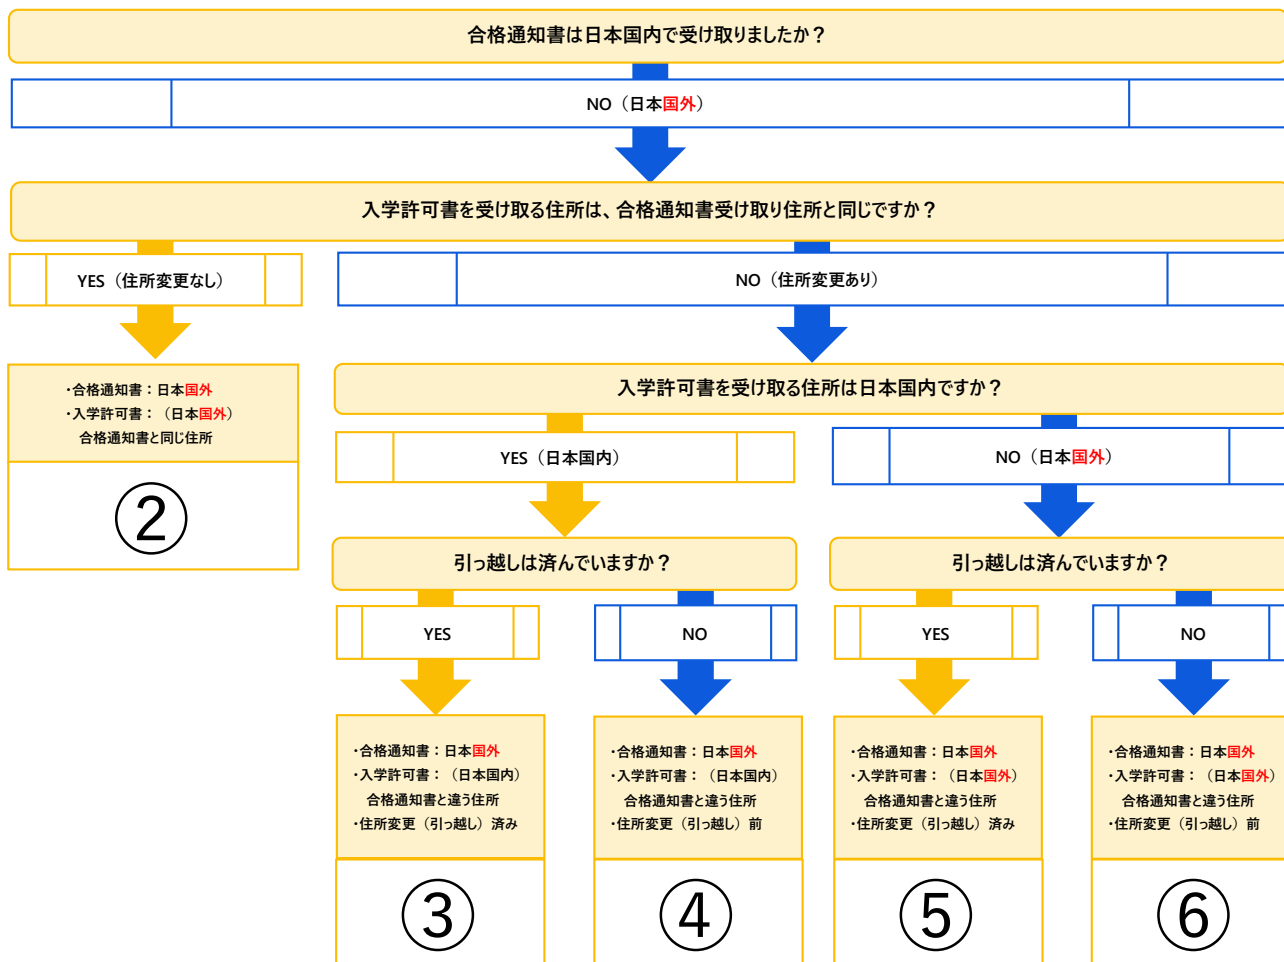 合格通知書は日本国内で受け取りましたか？
NO（日本国外）
入学許可書を受け取る住所は、合格通知書受け取り住所と同じですか？
YES（住所変更なし）
NO（住所変更あり）
・合格通知書：日本国外
・入学許可書：（日本国外）
合格通知書と同じ住所
②
入学許可書を受け取る住所は日本国内ですか？
YES（日本国内）
NO（日本国外）
引っ越しは済んでいますか？
引っ越しは済んでいますか？
YES
NO
YES
NO
・合格通知書：日本国外
・入学許可書：（日本国内）
合格通知書と違う住所
・住所変更（引っ越し）済み
③
・合格通知書：日本国外
・入学許可書：（日本国内）
合格通知書と違う住所
・住所変更（引っ越し）前
④
・合格通知書：日本国外
・入学許可書：（日本国外）
合格通知書と違う住所
・住所変更（引っ越し）済み
⑤
・合格通知書：日本国外
・入学許可書：（日本国外）
合格通知書と違う住所
・住所変更（引っ越し）前
⑥